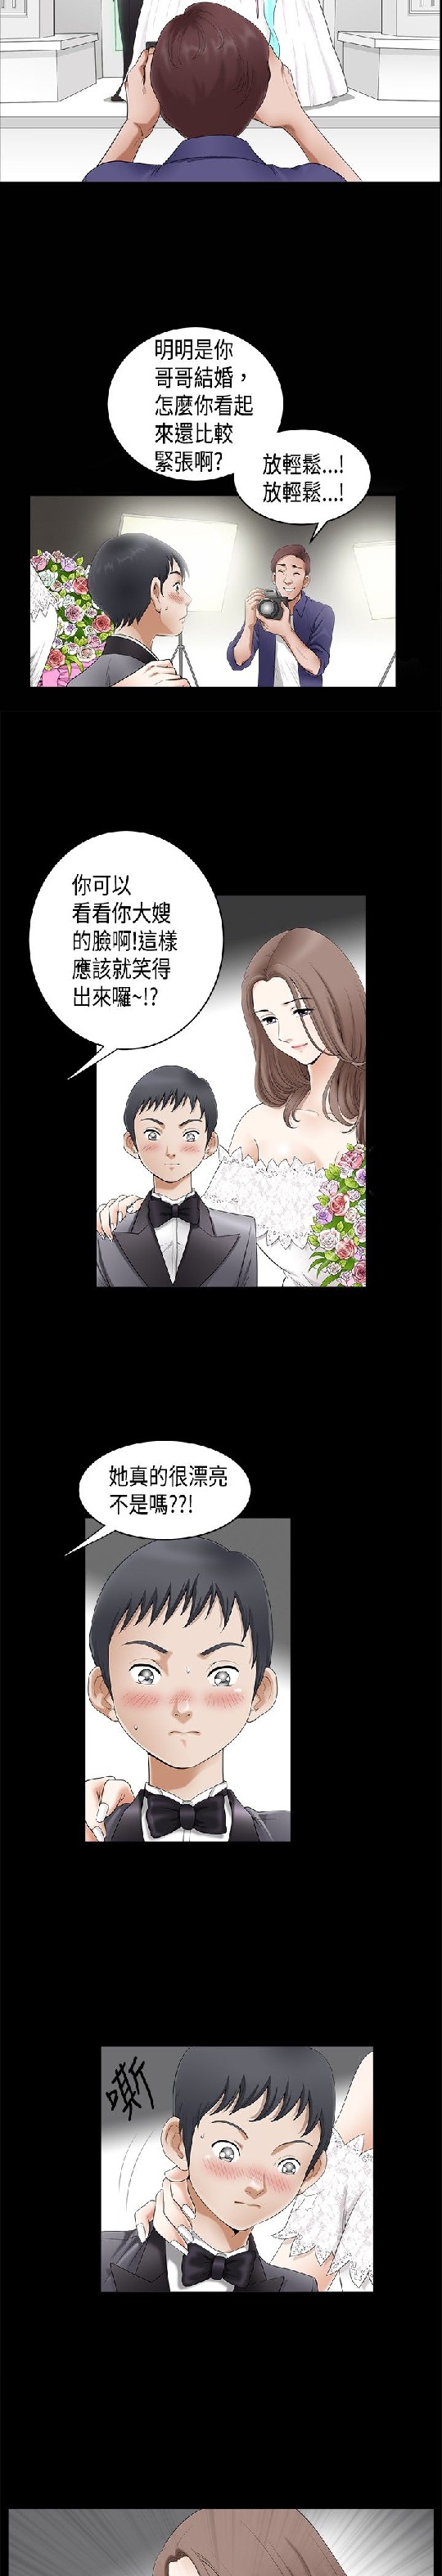 明明是你
哥哥結婚，
怎麼你看起
來還比較
緊張啊?
放輕鬆...!
放輕鬆...!
你可以
看看你大嫂
的臉啊!這樣
應該就笑得
出來囉~!?
她真的很漂亮
不是嗎??!
嘶